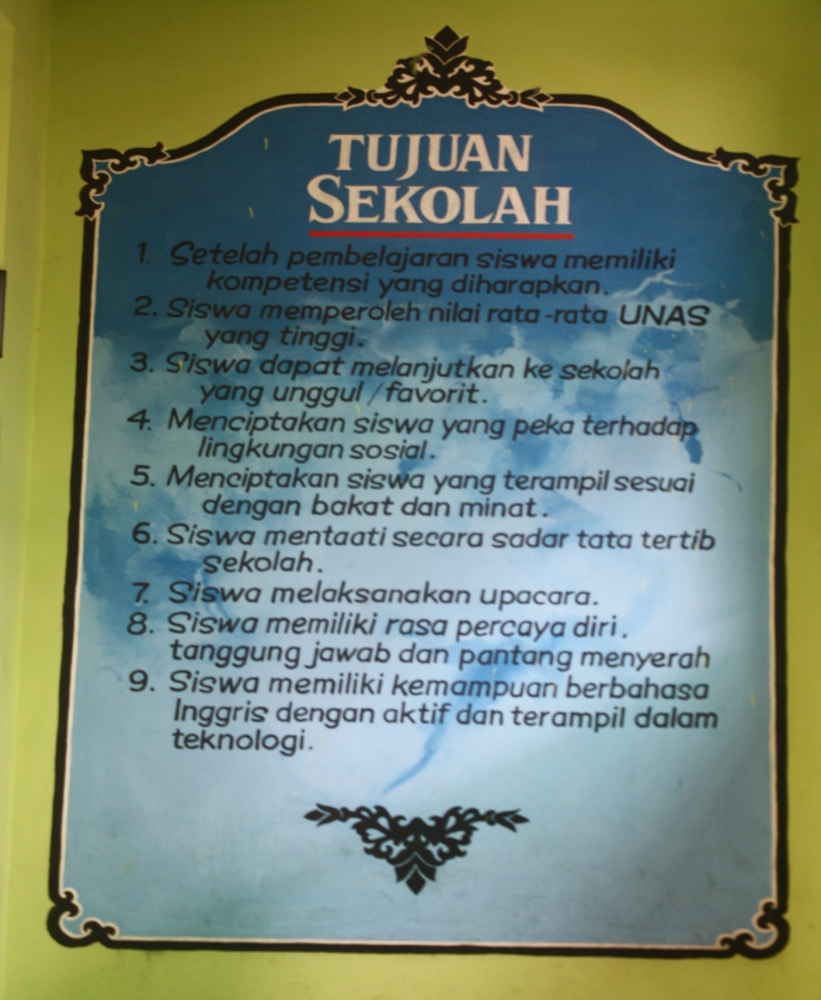 TUJUAN
SEKOLAH
1. Setelah pembelajaran siswa memiliki
kompetensi yang diharapkan.
2. Siswa memperoleh nilai rata-rata UNAS
yang tinggi.
3. Siswa dapat melanjutkan ke sekolah
yang unggul/favorit.
4. Menciptakan siswa yang peka terhadap
lingkungan sosial.
5. Menciptakan siswa yang terampil sesuai
dengan bakat dan minat.
6. Siswa mentaati secara sadar tata tertib
sekolah.
7. Siswa melaksanakan upacara.
8. Siswa memiliki rasa percaya diri,
tanggung jawab dan pantang menyerah
9. Siswa memiliki kemampuan berbahasa
Inggris dengan aktif dan terampil dalam
teknologi.